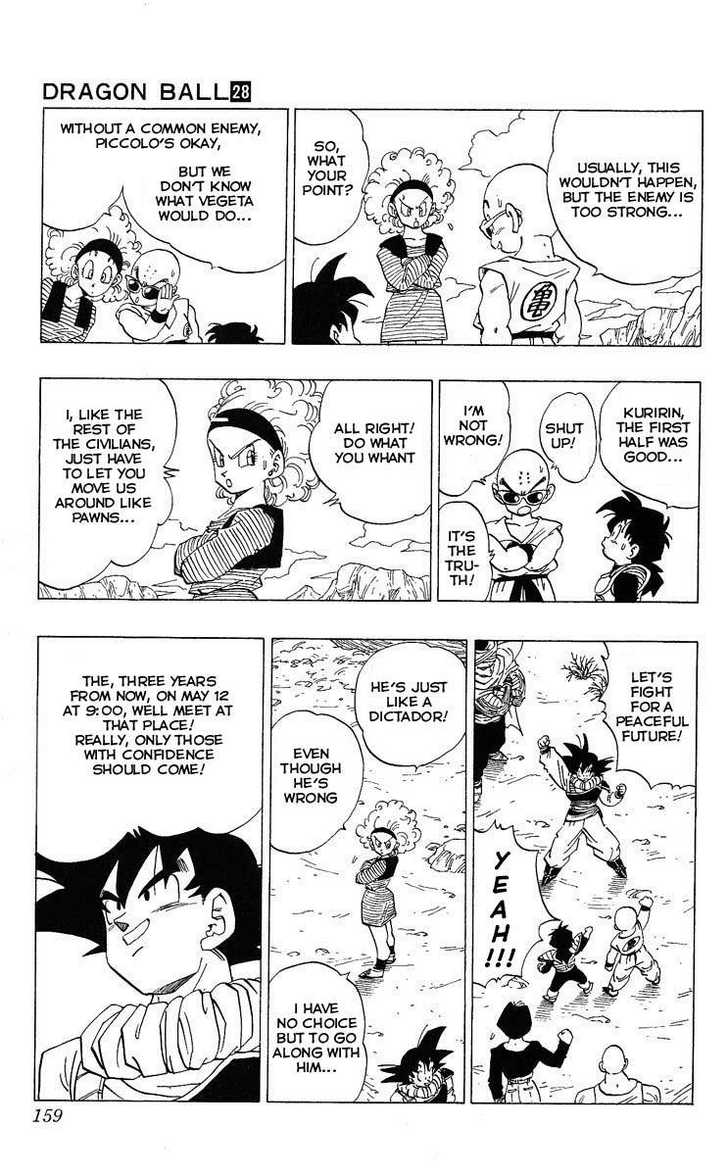 DRAGON BALL 28
USUALLY, THIS
WOULDN'T HAPPEN,
BUT THE ENEMY IS
TOO STRONG...
亀
SO,
WHAT
YOUR
POINT?
WITHOUT A COMMON ENEMY,
PICCOLO'S OKAY,
BUT WE
DON'T KNOW
WHAT VEGETA
WOULD DO...
KURIRIN,
THE FIRST
HALF WAS
GOOD...
SHUT
UP!
I'M
NOT
WRONG!
IT'S
THE
TRU-
TH!
ALL RIGHT!
DO WHAT
YOU WHANT
I, LIKE THE
REST OF
THE CIVILIANS,
JUST HAVE
TO LET YOU
MOVE US
AROUND LIKE
PAWNS...
LET'S
FIGHT
FOR A
PEACEFUL
FUTURE!
YEAH!!!
HE'S JUST
LIKE A
DICTADOR!
EVEN
THOUGH
HE'S
WRONG
I HAVE
NO CHOICE
BUT TO GO
ALONG WITH
HIM...
THE, THREE YEARS
FROM NOW, ON MAY 12
AT 9:00, WELL MEET AT
THAT PLACE!
REALLY, ONLY THOSE
WITH CONFIDENCE
SHOULD COME!
159